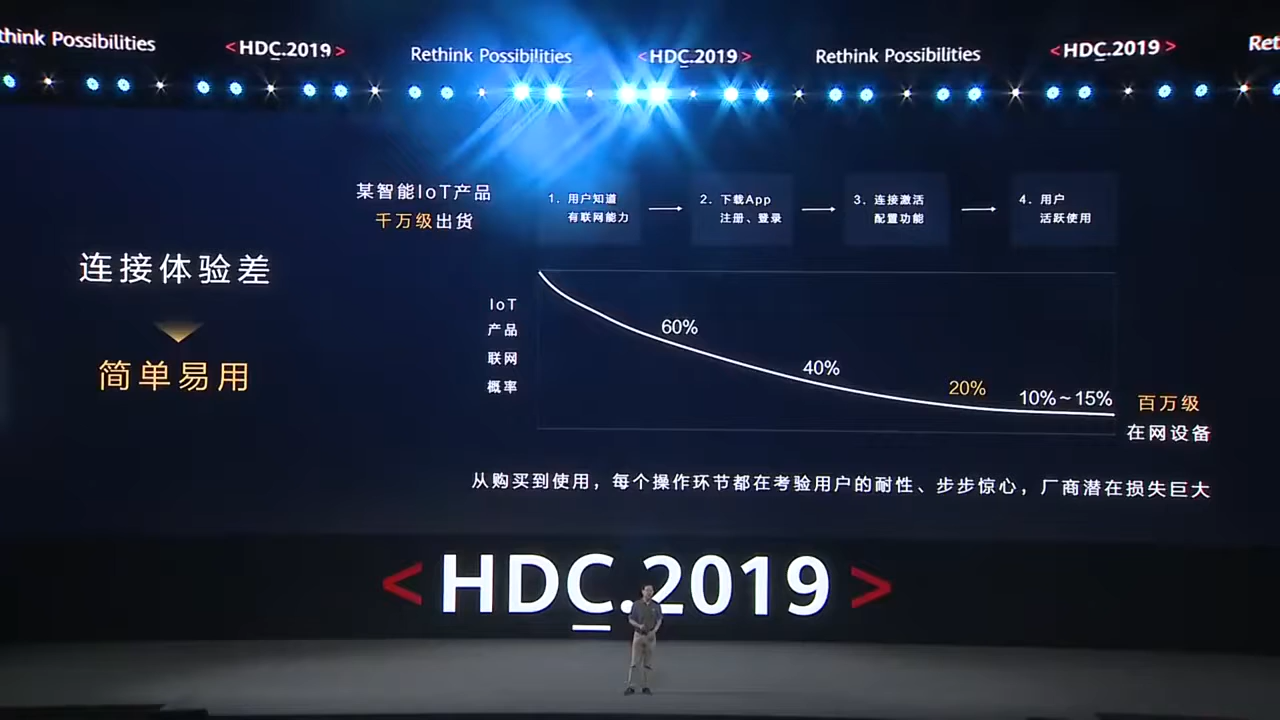 think Possibilities
<HDC.2019>
Rethink Possibilities
<HDC.2019>
Rethink Possibilities
<HDC.2019>
Ret
某智能IoT产品
千万级出货
1. 用户知道
有联网能力
2. 下载App
注册、登录
3. 连接激活
配置功能
4. 用户
活跃使用
连接体验差
简单易用
IoT
产品
联网
概率
60%
40%
20%
10%~15%
百万级
在网设备
从购买到使用，每个操作环节都在考验用户的耐性、步步惊心，厂商潜在损失巨大
<HDC.2019>